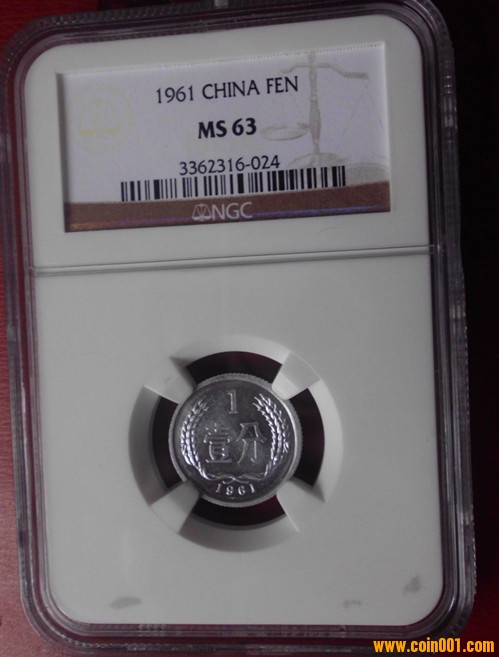 1961 CHINA FEN
MS 63
3362316-024
NGC
1
壹分
1961
www.coin001.com